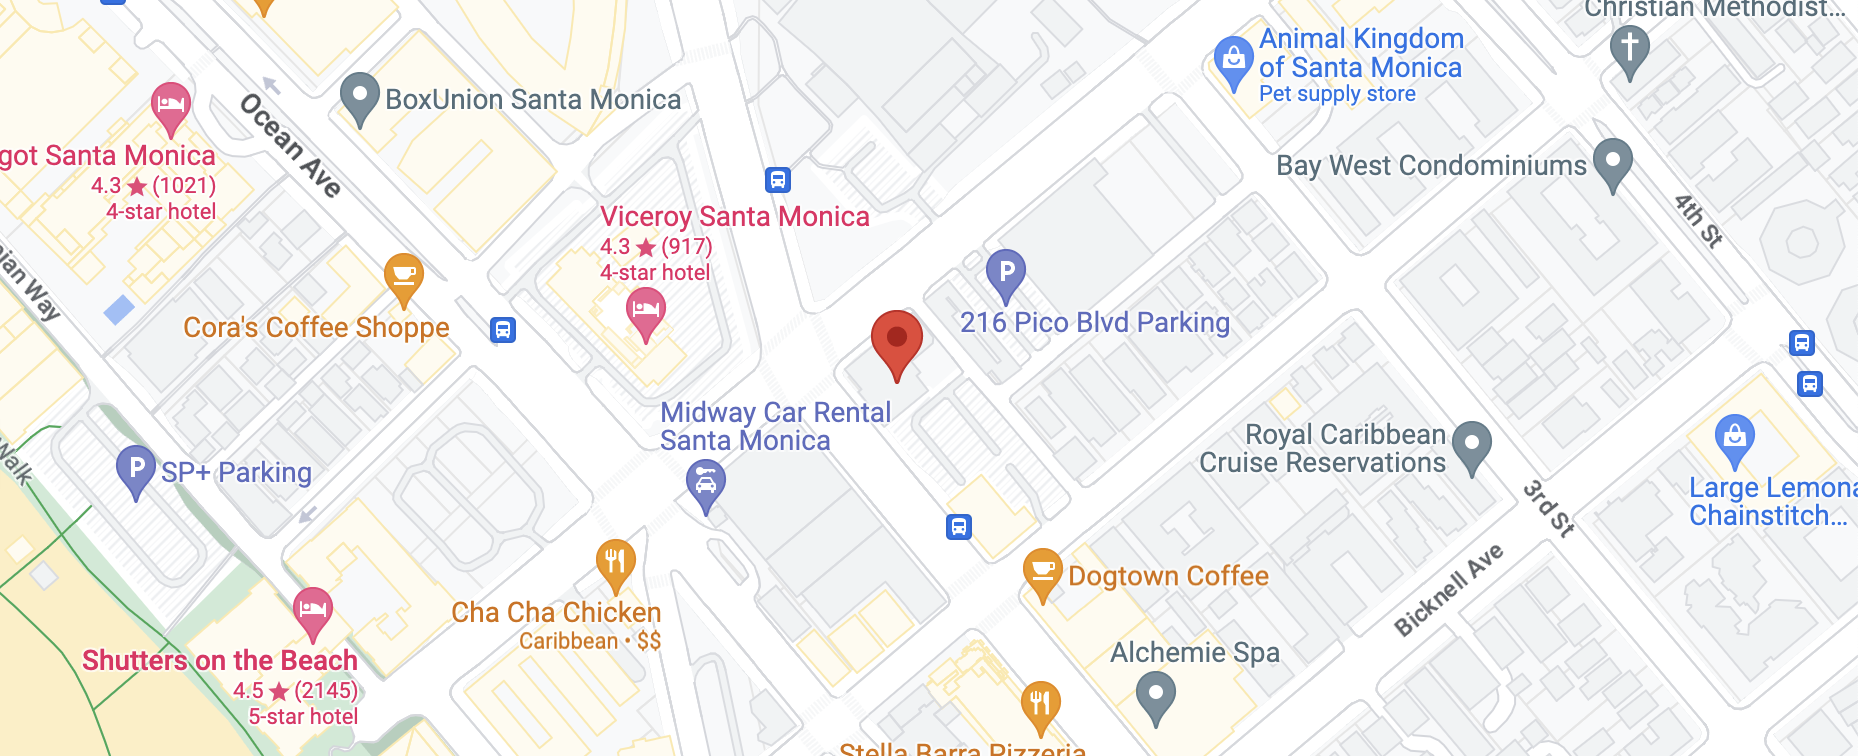 Christian Methodist...
Animal Kingdom
of Santa Monica
Pet supply store
BoxUnion Santa Monica
Ocean Ave
got Santa Monica
4.3 ★ (1021)
4-star hotel
Bay West Condominiums
4th St
Viceroy Santa Monica
4.3 ★ (917)
4-star hotel
ian Way
Cora's Coffee Shoppe
P
216 Pico Blvd Parking
Midway Car Rental
Santa Monica
Royal Caribbean
Cruise Reservations
Walk
P
SP+ Parking
3rd St
Large Lemona
Chainstitch...
Bicknell Ave
Dogtown Coffee
Cha Cha Chicken
Caribbean • $$
Shutters on the Beach
4.5 ★ (2145)
5-star hotel
Alchemie Spa
Stella Barra Pizzeria